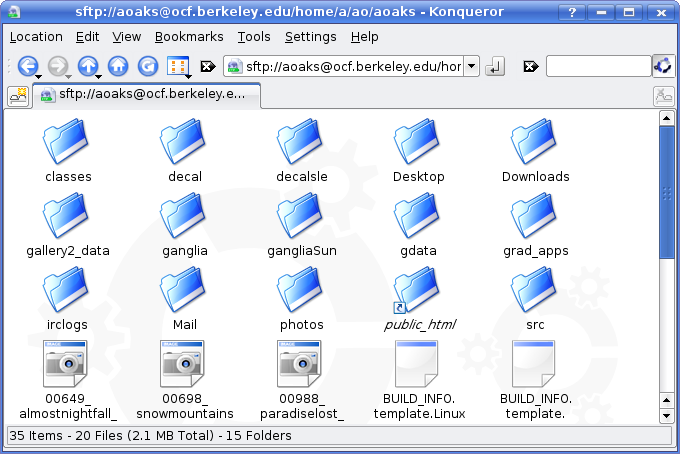 sftp://aoaks@ocf.berkeley.edu/home/a/ao/aoaks - Konqueror
Location Edit View Bookmarks Tools Settings Help
sftp://aoaks@ocf.berkeley.edu/hor
sftp://aoaks@ocf.berkeley.e...
classes decal decalsle Desktop Downloads
gallery2_data ganglia gangliaSun gdata grad_apps
irclogs Mail photos public_html src
00649_ 00698_ 00988_ BUILD_INFO. BUILD_INFO.
almostnightfall_ snowmountains paradiselost_ template.Linux template.
35 Items - 20 Files (2.1 MB Total) - 15 Folders